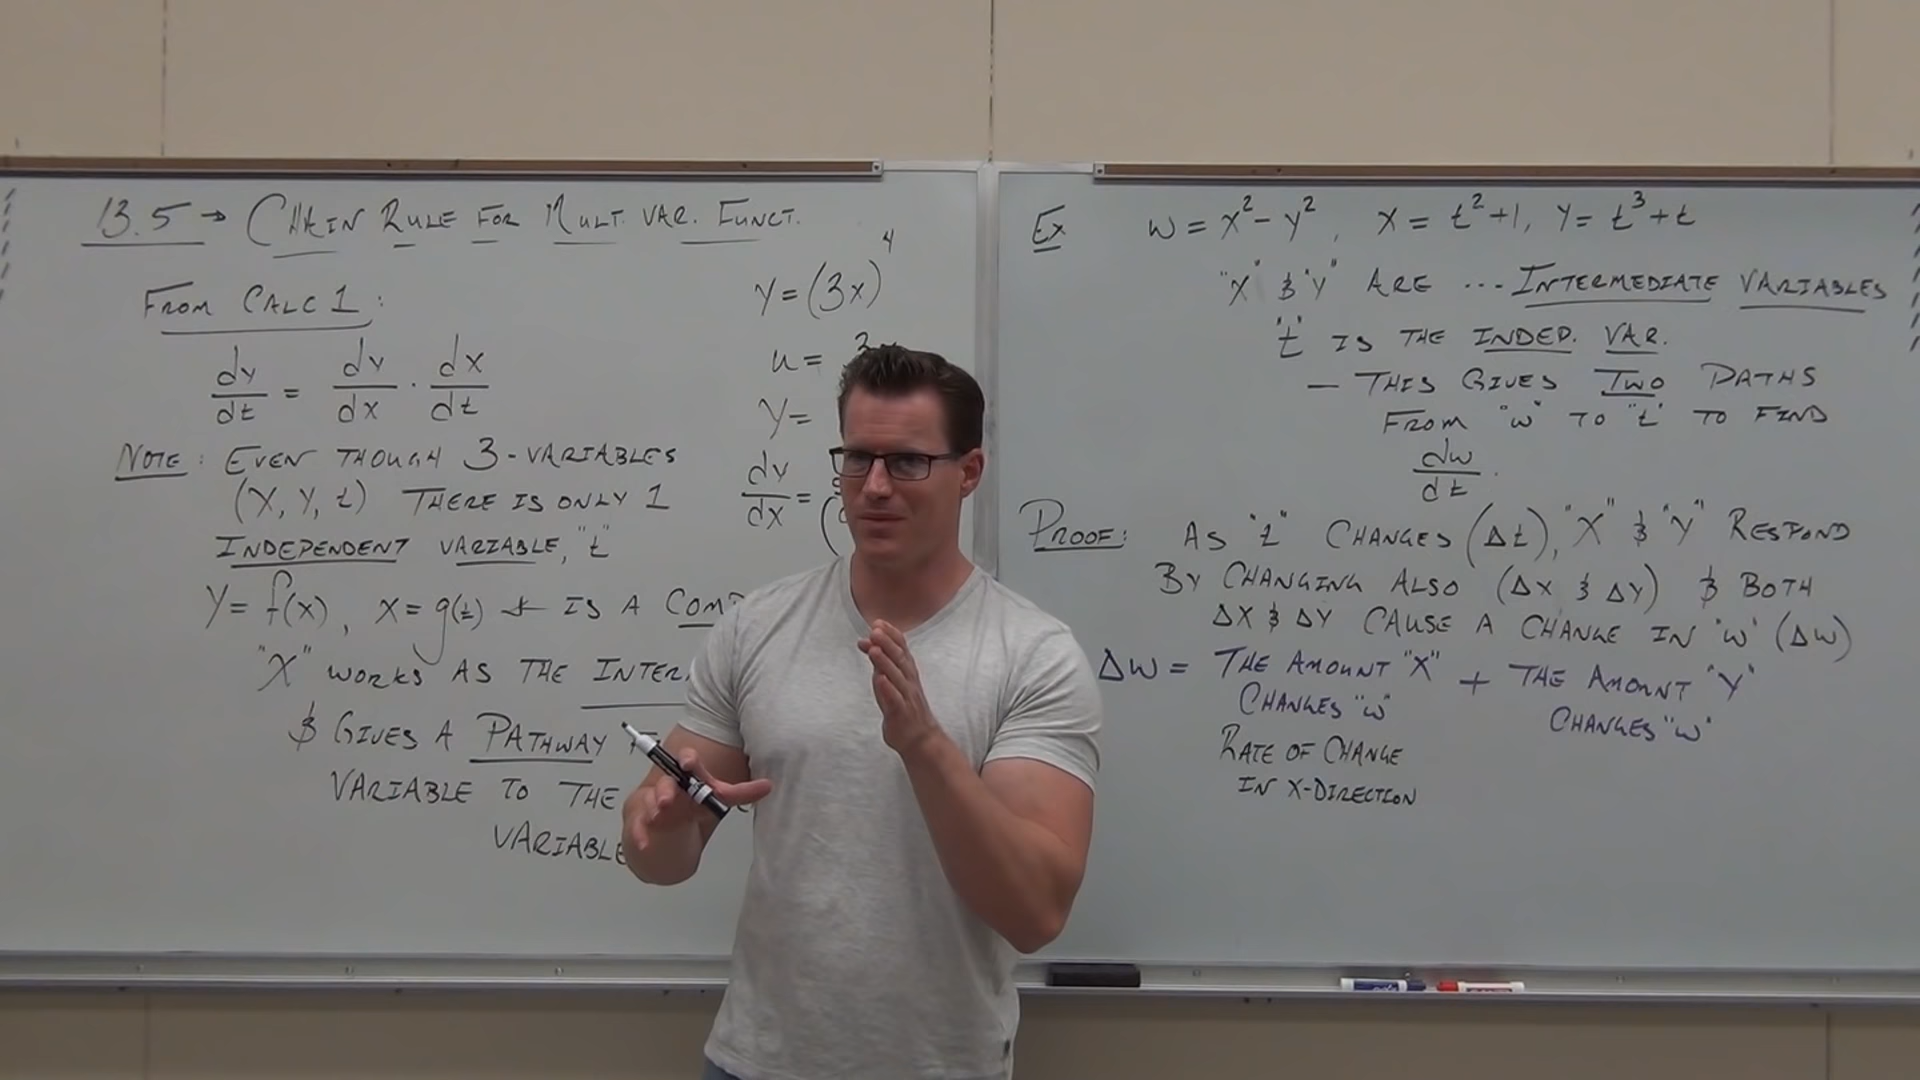 13.5 → CHAIN RULE FOR MULT. VAR. FUNCT.
FROM CALC 1:
dy/dt = dy/dx · dx/dt
NOTE: EVEN THOUGH 3-VARIABLES
(X, Y, t) THERE IS ONLY 1
INDEPENDENT VARIABLE, "t"
Y = f(x), X = g(t) ← IS A
"X" WORKS AS THE
& GIVES A PATHWAY
VARIABLE TO THE
VARIABLE
Y = (3x)^4
u =
Y =
dy/dx =
Ex w = x² - y², X = t² + 1, Y = t³ + t
"X" & "Y" ARE ... INTERMEDIATE VARIABLES
"t" IS THE INDEP. VAR.
— THIS GIVES TWO PATHS
FROM "w" TO "t" TO FIND
dw/dt.
PROOF: AS "t" CHANGES (Δt), "X" & "Y" RESPOND
BY CHANGING ALSO (ΔX & ΔY) & BOTH
ΔX & ΔY CAUSE A CHANGE IN "w" (Δw)
Δw = THE AMOUNT "X" + THE AMOUNT "Y"
CHANGES "w" CHANGES "w"
RATE OF CHANGE
IN X-DIRECTION